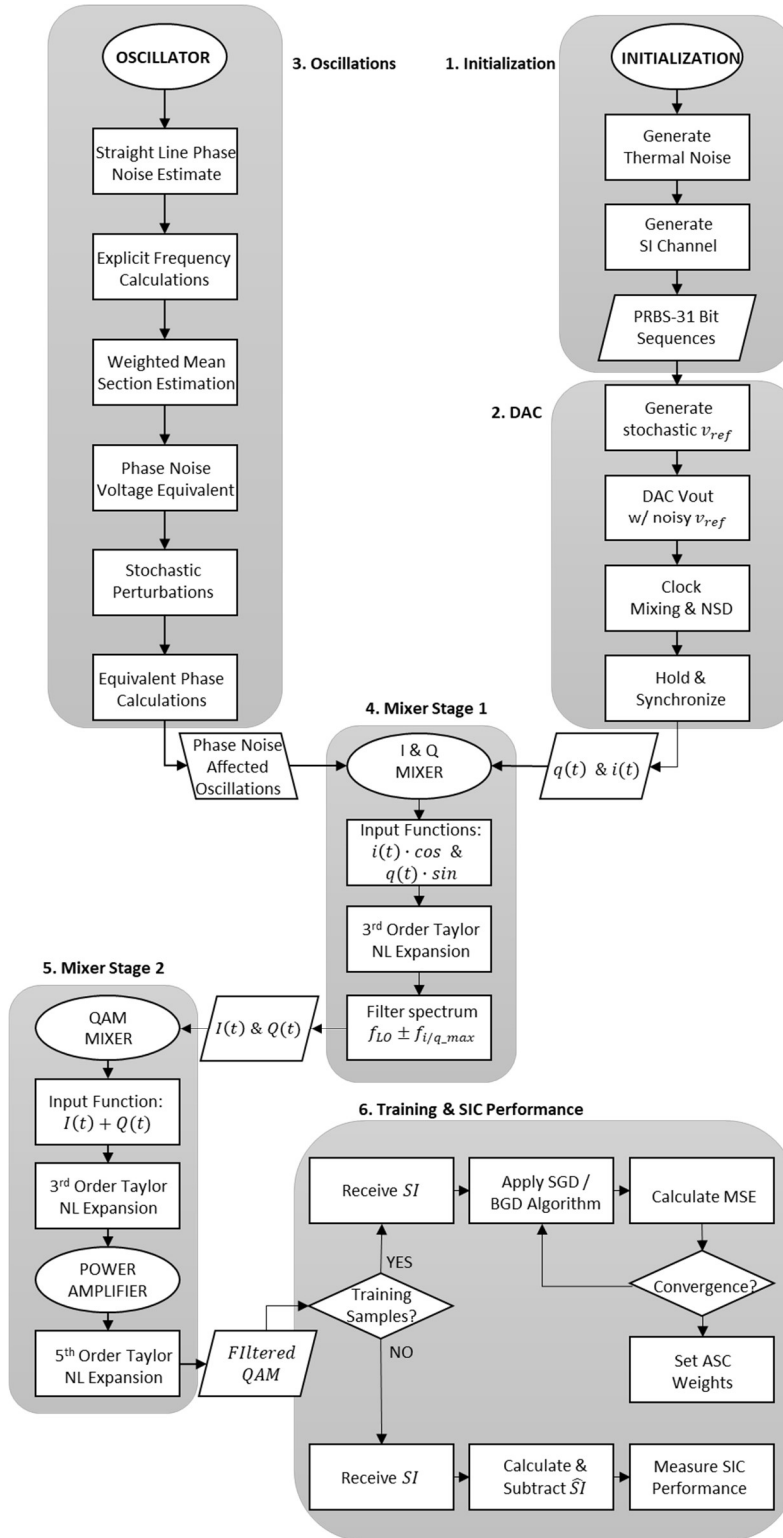 1. Initialization
INITIALIZATION
Generate
Thermal Noise
Generate
SI Channel
PRBS-31 Bit
Sequences
2. DAC
Generate
stochastic v_ref
DAC Vout
w/ noisy v_ref
Clock
Mixing & NSD
Hold &
Synchronize
q(t) & i(t)
3. Oscillations
OSCILLATOR
Straight Line Phase
Noise Estimate
Explicit Frequency
Calculations
Weighted Mean
Section Estimation
Phase Noise
Voltage Equivalent
Stochastic
Perturbations
Equivalent Phase
Calculations
Phase Noise
Affected
Oscillations
4. Mixer Stage 1
I & Q
MIXER
Input Functions:
i(t) · cos &
q(t) · sin
3rd Order Taylor
NL Expansion
Filter spectrum
f_LO ± f_i/q_max
I(t) & Q(t)
5. Mixer Stage 2
QAM
MIXER
Input Function:
I(t) + Q(t)
3rd Order Taylor
NL Expansion
POWER
AMPLIFIER
5th Order Taylor
NL Expansion
FIltered
QAM
6. Training & SIC Performance
Training
Samples?
YES
Receive SI
Apply SGD /
BGD Algorithm
Calculate MSE
Convergence?
Set ASC
Weights
NO
Receive SI
Calculate &
Subtract ŜI
Measure SIC
Performance